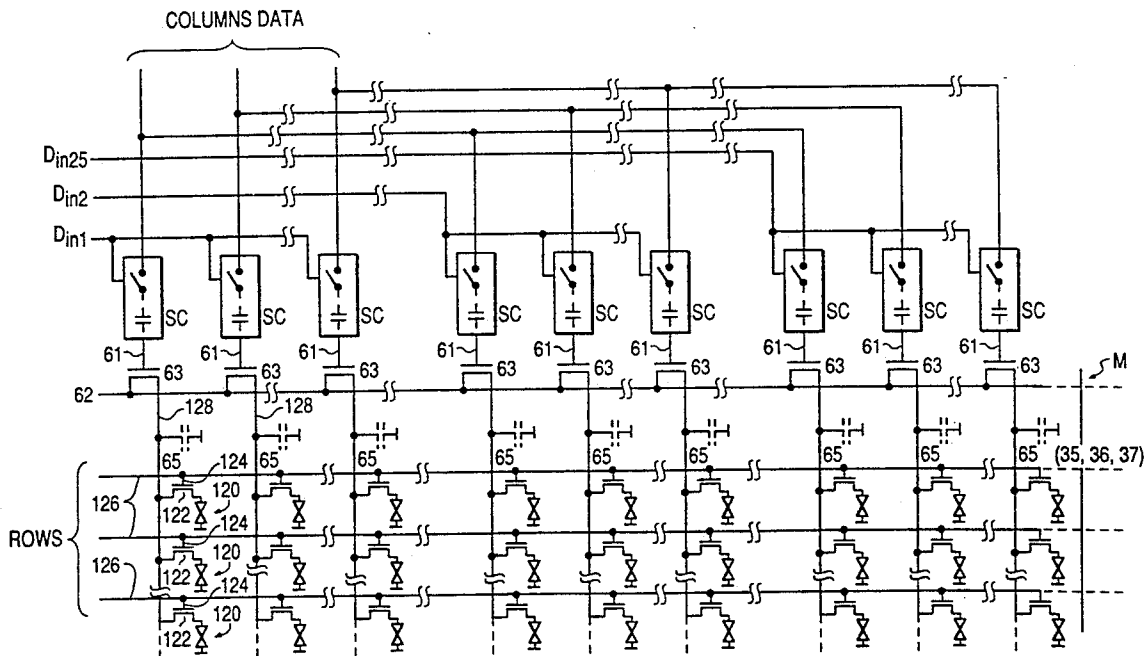 COLUMNS DATA
Din25
Din2
Din1
SC SC SC SC SC SC SC SC SC
61 61 61 61 61 61 61 61 61
63 63 63 63 63 63 63 63 63
M
62
128 128
65 65 65 65 65 65 65 65 65 (35, 36, 37)
124
126 122 120
ROWS
124
122 120
126
124
122 120